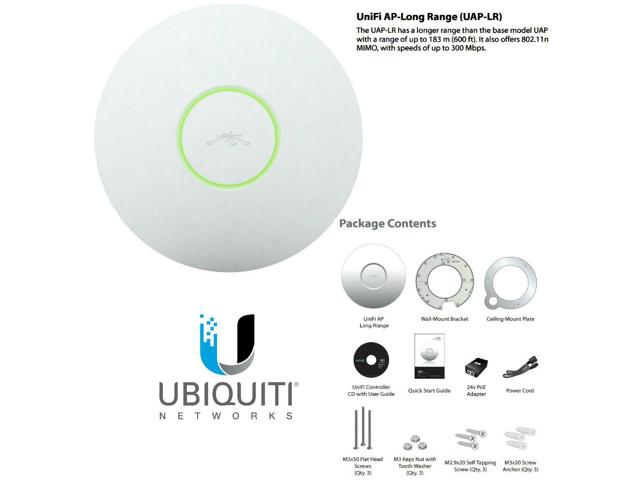 UniFi AP-Long Range (UAP-LR)
The UAP-LR has a longer range than the base model UAP
with a range of up to 183 m (600 ft). It also offers 802.11n
MIMO, with speeds of up to 300 Mbps.
Package Contents
UniFi AP
Long Range
Wall-Mount Bracket
Ceiling-Mount Plate
UniFi Controller
CD with User Guide
Quick Start Guide
24v PoE
Adapter
Power Cord
M3x50 Flat Head
Screws
(Qty. 3)
M3 Keps Nut with
Tooth Washer
(Qty. 3)
M2.9x20 Self Tapping
Screw (Qty. 3)
M3x20 Screw
Anchor (Qty. 3)
UBIQUITI®
NETWORKS